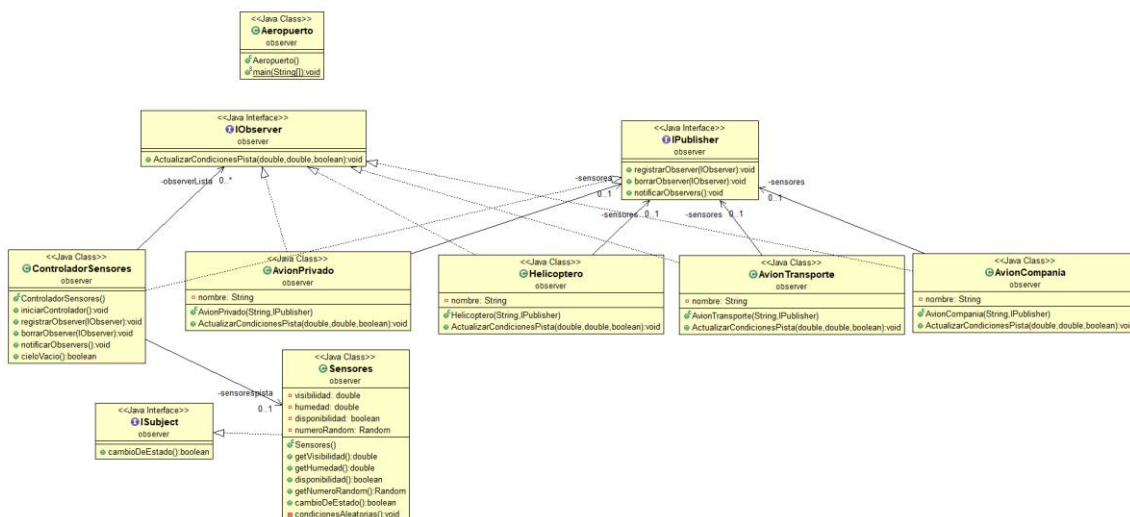 <<Java Class>>
Aeropuerto
observer
Aeropuerto()
main(String[]):void
<<Java Interface>>
IObserver
observer
ActualizarCondicionesPista(double,double,boolean):void
<<Java Interface>>
IPublisher
observer
registrarObserver(IObserver):void
borrarObserver(IObserver):void
notificarObservers():void
-observerLista
0..*
-sensores
0..1
-sensores
0..1
-sensores
0..1
-sensores
0..1
<<Java Class>>
ControladorSensores
observer
ControladorSensores()
iniciarControlador():void
registrarObserver(IObserver):void
borrarObserver(IObserver):void
notificarObservers():void
cieloVacio():boolean
<<Java Class>>
AvionPrivado
observer
nombre: String
AvionPrivado(String,IPublisher)
ActualizarCondicionesPista(double,double,boolean):void
<<Java Class>>
Helicoptero
observer
nombre: String
Helicoptero(String,IPublisher)
ActualizarCondicionesPista(double,double,boolean):void
<<Java Class>>
AvionTransporte
observer
nombre: String
AvionTransporte(String,IPublisher)
ActualizarCondicionesPista(double,double,boolean):void
<<Java Class>>
AvionCompania
observer
nombre: String
AvionCompania(String,IPublisher)
ActualizarCondicionesPista(double,double,boolean):void
-sensorespista
0..1
<<Java Interface>>
ISubject
observer
cambioDeEstado():boolean
<<Java Class>>
Sensores
observer
visibilidad: double
humedad: double
disponibilidad: boolean
numeroRandom: Random
Sensores()
getVisibilidad():double
getHumedad():double
disponibilidad():boolean
getNumeroRandom():Random
cambioDeEstado():boolean
condicionesAleatorias():void